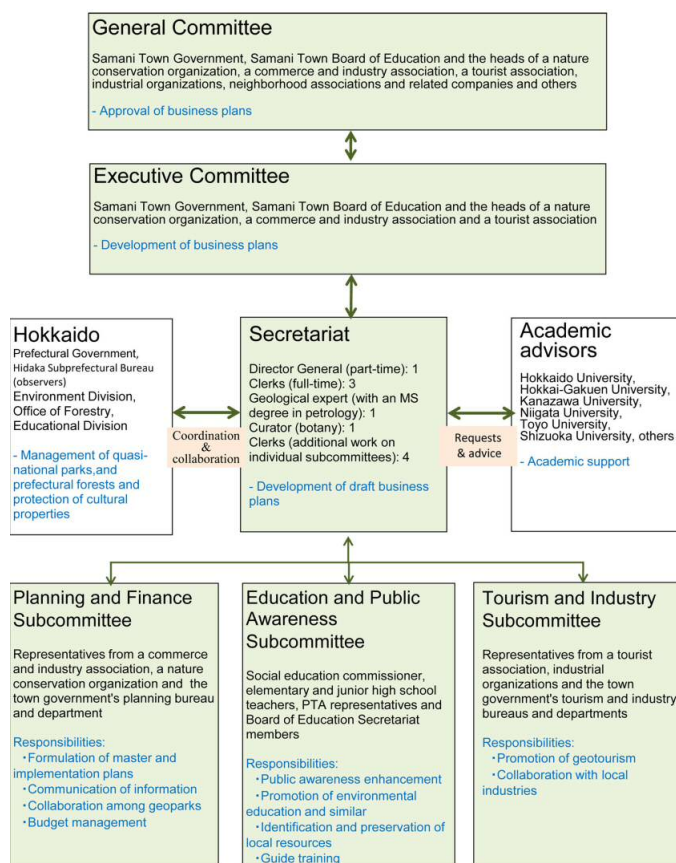 General Committee
Samani Town Government, Samani Town Board of Education and the heads of a nature
conservation organization, a commerce and industry association, a tourist association,
industrial organizations, neighborhood associations and related companies and others
- Approval of business plans
Executive Committee
Samani Town Government, Samani Town Board of Education and the heads of a nature
conservation organization, a commerce and industry association and a tourist association
- Development of business plans
Hokkaido
Prefectural Government,
Hidaka Subprefectural Bureau
(observers)
Environment Division,
Office of Forestry,
Educational Division
- Management of quasi-
national parks,and
prefectural forests and
protection of cultural
properties
Coordination
&
collaboration
Secretariat
Director General (part-time): 1
Clerks (full-time): 3
Geological expert (with an MS
degree in petrology): 1
Curator (botany): 1
Clerks (additional work on
individual subcommittees): 4
- Development of draft business
plans
Requests
& advice
Academic
advisors
Hokkaido University,
Hokkai-Gakuen University,
Kanazawa University,
Niigata University,
Toyo University,
Shizuoka University, others
- Academic support
Planning and Finance
Subcommittee
Representatives from a commerce
and industry association, a nature
conservation organization and the
town government's planning bureau
and department
Responsibilities:
・Formulation of master and
implementation plans
・Communication of information
・Collaboration among geoparks
・Budget management
Education and Public
Awareness
Subcommittee
Social education commissioner,
elementary and junior high school
teachers, PTA representatives and
Board of Education Secretariat
members
Responsibilities:
・Public awareness enhancement
・Promotion of environmental
education and similar
・Identification and preservation of
local resources
・Guide training
Tourism and Industry
Subcommittee
Representatives from a tourist
association, industrial
organizations and the town
government's tourism and industry
bureaus and departments
Responsibilities:
・Promotion of geotourism
・Collaboration with local
industries